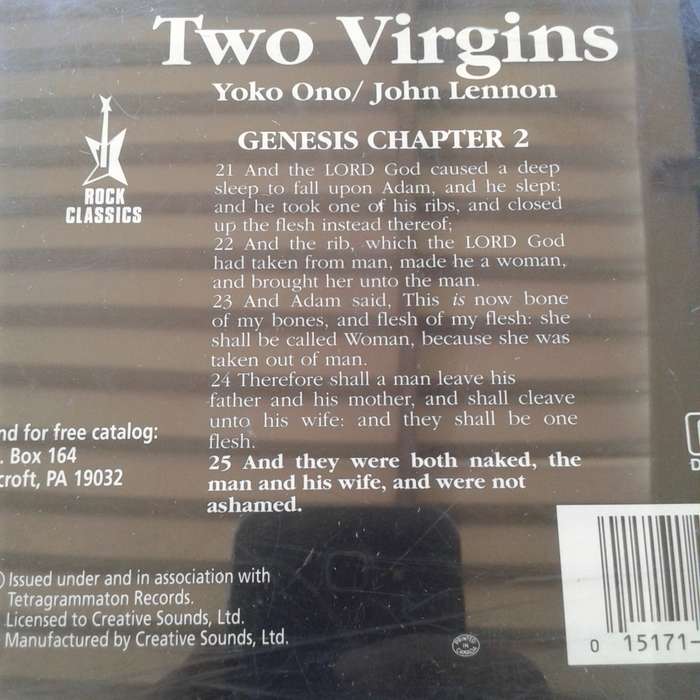 Two Virgins
Yoko Ono/ John Lennon
ROCK
CLASSICS
GENESIS CHAPTER 2
21 And the LORD God caused a deep
sleep to fall upon Adam, and he slept:
and he took one of his ribs, and closed
up the flesh instead thereof;
22 And the rib, which the LORD God
had taken from man, made he a woman,
and brought her unto the man.
23 And Adam said, This is now bone
of my bones, and flesh of my flesh: she
shall be called Woman, because she was
taken out of man.
24 Therefore shall a man leave his
father and his mother, and shall cleave
unto his wife: and they shall be one
flesh.
25 And they were both naked, the
man and his wife, and were not
ashamed.
nd for free catalog:
. Box 164
croft, PA 19032
Issued under and in association with
Tetragrammaton Records.
Licensed to Creative Sounds, Ltd.
Manufactured by Creative Sounds, Ltd.
PRINTED
IN
CANADA
0 15171-